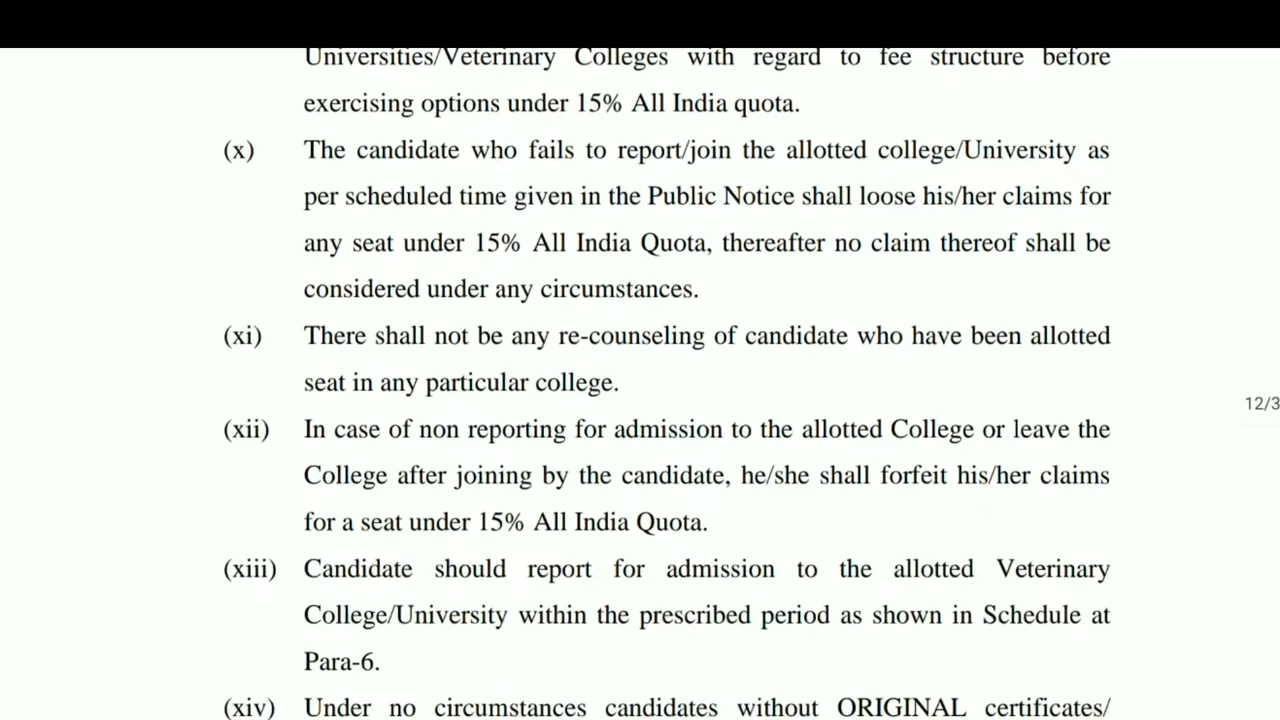 Universities/Veterinary Colleges with regard to fee structure before
exercising options under 15% All India quota.
(x) The candidate who fails to report/join the allotted college/University as
per scheduled time given in the Public Notice shall loose his/her claims for
any seat under 15% All India Quota, thereafter no claim thereof shall be
considered under any circumstances.
(xi) There shall not be any re-counseling of candidate who have been allotted
seat in any particular college.
12/3
(xii) In case of non reporting for admission to the allotted College or leave the
College after joining by the candidate, he/she shall forfeit his/her claims
for a seat under 15% All India Quota.
(xiii) Candidate should report for admission to the allotted Veterinary
College/University within the prescribed period as shown in Schedule at
Para-6.
(xiv) Under no circumstances candidates without ORIGINAL certificates/